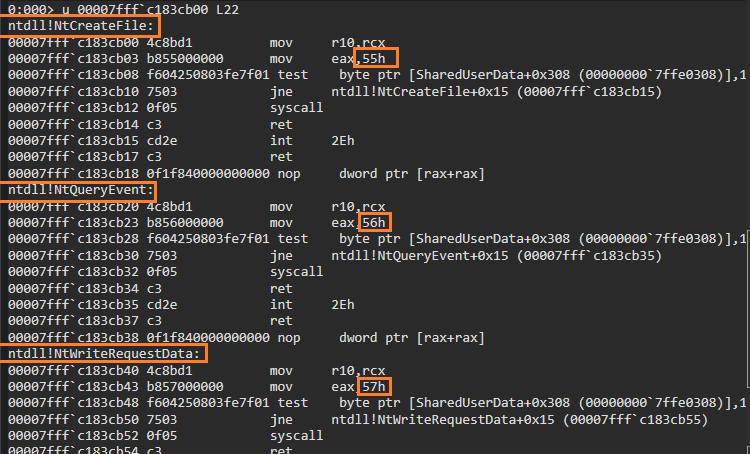 0:000> u 00007fff`c183cb00 L22
ntdll!NtCreateFile:
00007fff`c183cb00 4c8bd1 mov r10,rcx
00007fff`c183cb03 b855000000 mov eax,55h
00007fff`c183cb08 f604250803fe7f01 test byte ptr [SharedUserData+0x308 (00000000`7ffe0308)],1
00007fff`c183cb10 7503 jne ntdll!NtCreateFile+0x15 (00007fff`c183cb15)
00007fff`c183cb12 0f05 syscall
00007fff`c183cb14 c3 ret
00007fff`c183cb15 cd2e int 2Eh
00007fff`c183cb17 c3 ret
00007fff`c183cb18 0f1f840000000000 nop dword ptr [rax+rax]
ntdll!NtQueryEvent:
00007fff`c183cb20 4c8bd1 mov r10,rcx
00007fff`c183cb23 b856000000 mov eax,56h
00007fff`c183cb28 f604250803fe7f01 test byte ptr [SharedUserData+0x308 (00000000`7ffe0308)],1
00007fff`c183cb30 7503 jne ntdll!NtQueryEvent+0x15 (00007fff`c183cb35)
00007fff`c183cb32 0f05 syscall
00007fff`c183cb34 c3 ret
00007fff`c183cb35 cd2e int 2Eh
00007fff`c183cb37 c3 ret
00007fff`c183cb38 0f1f840000000000 nop dword ptr [rax+rax]
ntdll!NtWriteRequestData:
00007fff`c183cb40 4c8bd1 mov r10,rcx
00007fff`c183cb43 b857000000 mov eax,57h
00007fff`c183cb48 f604250803fe7f01 test byte ptr [SharedUserData+0x308 (00000000`7ffe0308)],1
00007fff`c183cb50 7503 jne ntdll!NtWriteRequestData+0x15 (00007fff`c183cb55)
00007fff`c183cb52 0f05 syscall
00007fff`c183cb54 c3 ret